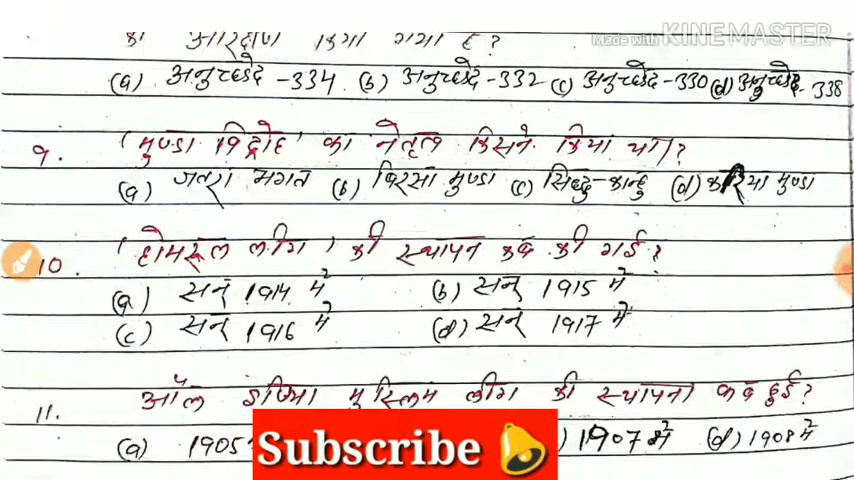 Made with KINEMASTER
का आरक्षण किया गया है?
(a) अनुच्छेद -334 (b) अनुच्छेद -332 (c) अनुच्छेद -330 (d) अनुच्छेद - 338
9. 'मुण्डा विद्रोह' का नेतृत्व किसने किया था?
(a) जतरा भगत (b) बिरसा मुण्डा (c) सिद्धु-कान्हु (d) करिया मुण्डा
10. 'होमरूल लीग' की स्थापन कब की गई?
(a) सन् 1914 में (b) सन् 1915 में
(c) सन् 1916 में (d) सन् 1917 में
11. ऑल इण्डिया मुस्लिम लीग की स्थापना कब हुई?
(a) 1905 ) 1907 में (d) 1908 में
Subscribe